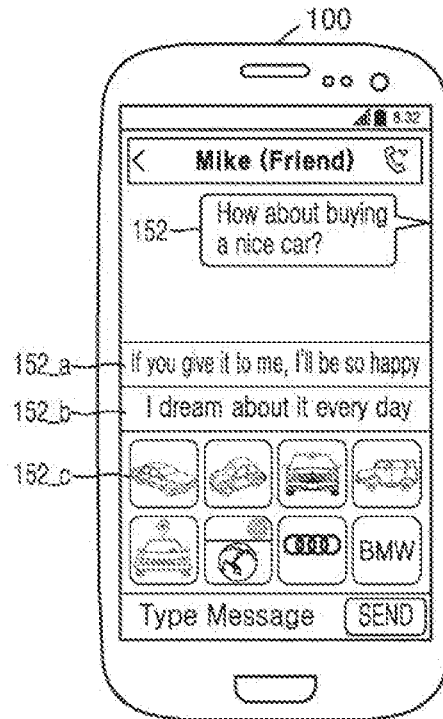 100
8:32
< Mike (Friend)
152
How about buying
a nice car?
152_a
If you give it to me, I'll be so happy
152_b
I dream about it every day
152_c
BMW
Type Message SEND